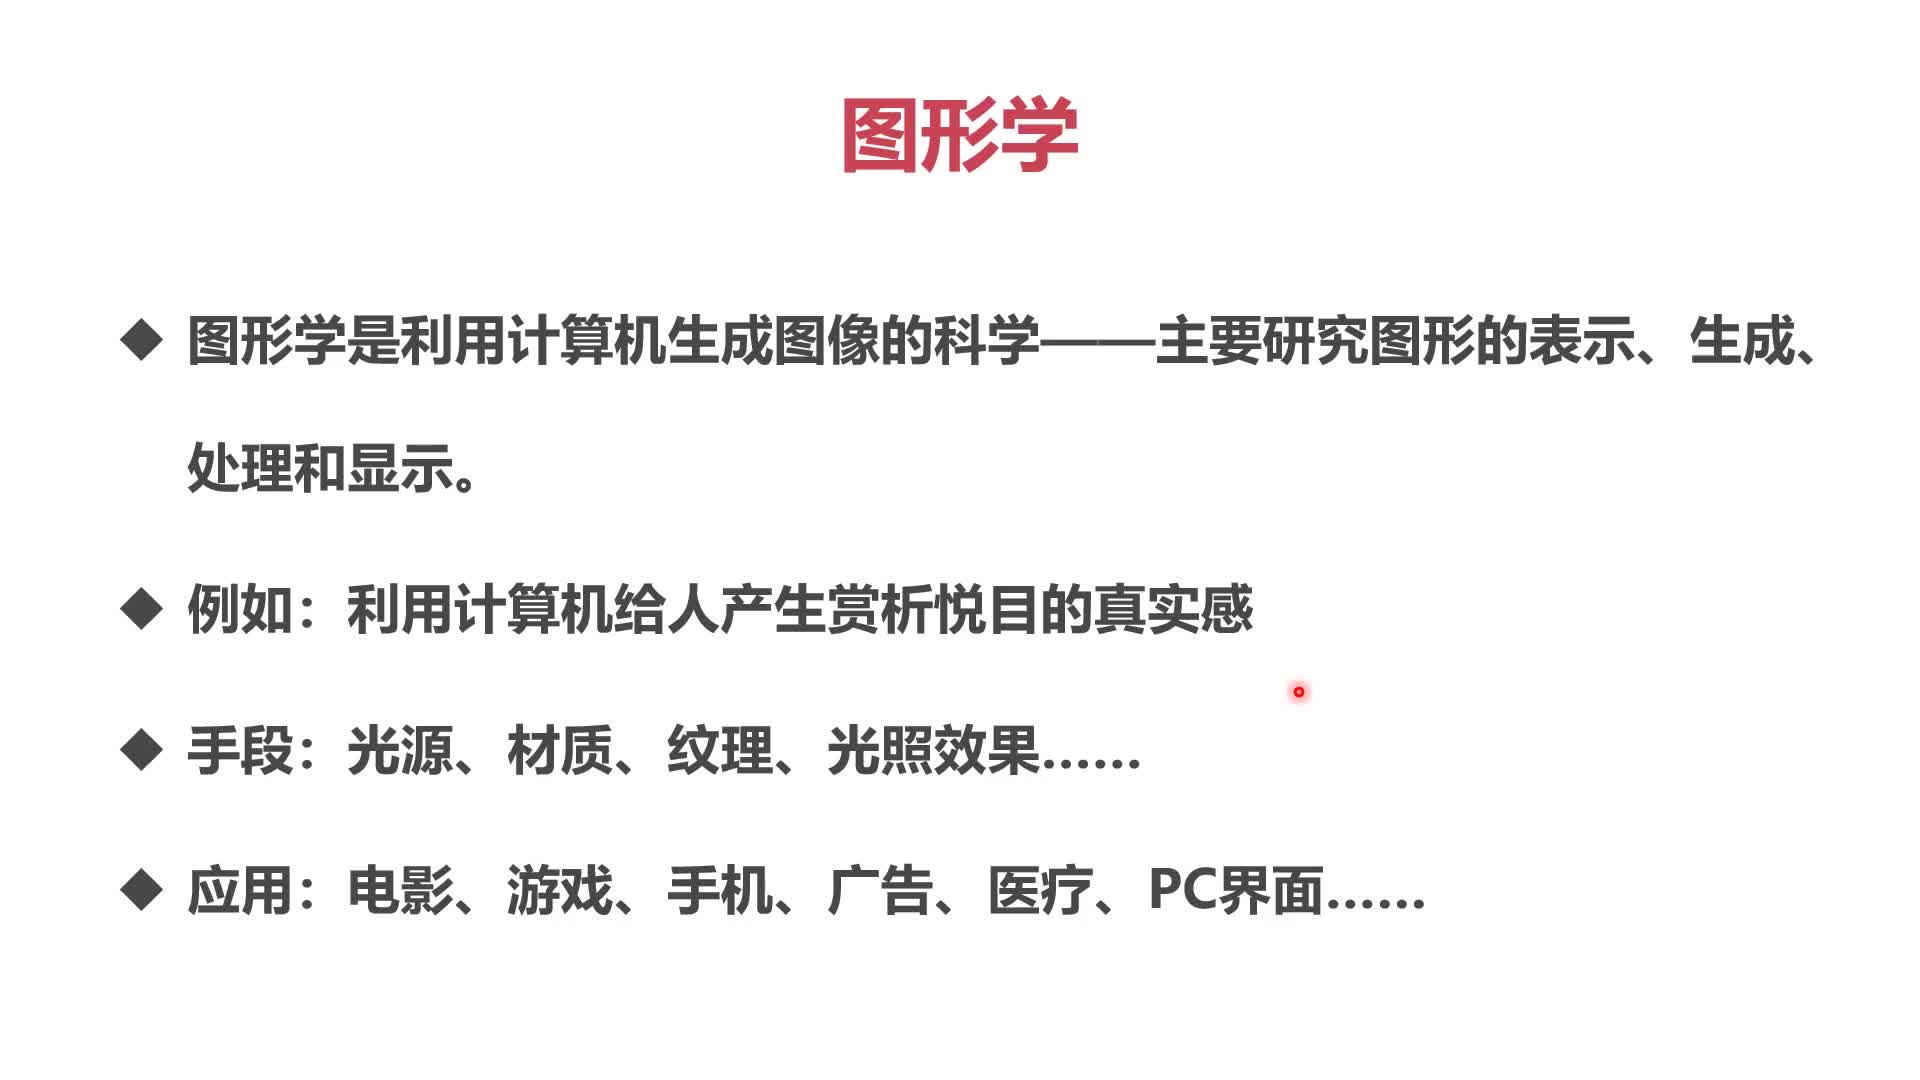 图形学
◆ 图形学是利用计算机生成图像的科学——主要研究图形的表示、生成、
处理和显示。
◆ 例如：利用计算机给人产生赏析悦目的真实感
◆ 手段：光源、材质、纹理、光照效果……
◆ 应用：电影、游戏、手机、广告、医疗、PC界面……